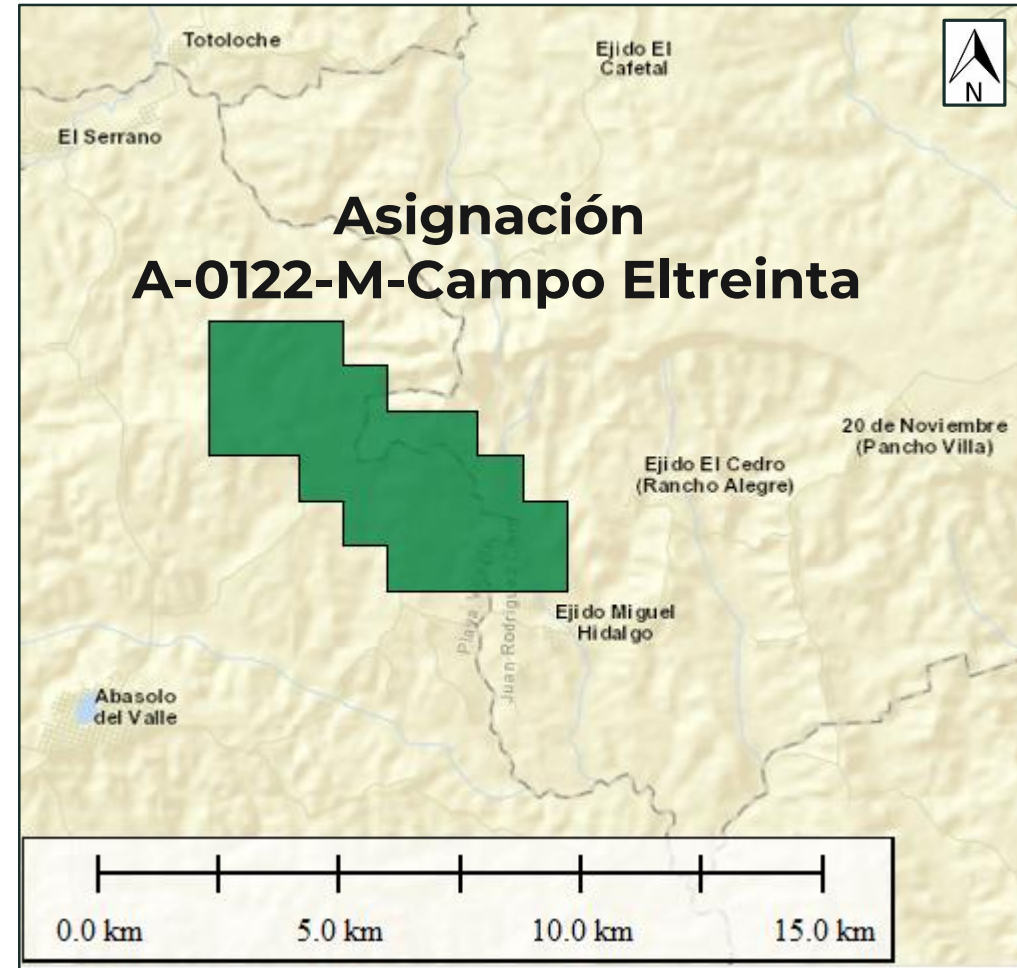 Totoloche
Ejido El
Cafetal
N
El Serrano
Asignación
A-0122-M-Campo Eltreinta
20 de Noviembre
(Pancho Villa)
Ejido El Cedro
(Rancho Alegre)
Ejido Miguel
Hidalgo
Abasolo
del Valle
0.0 km
5.0 km
10.0 km
15.0 km